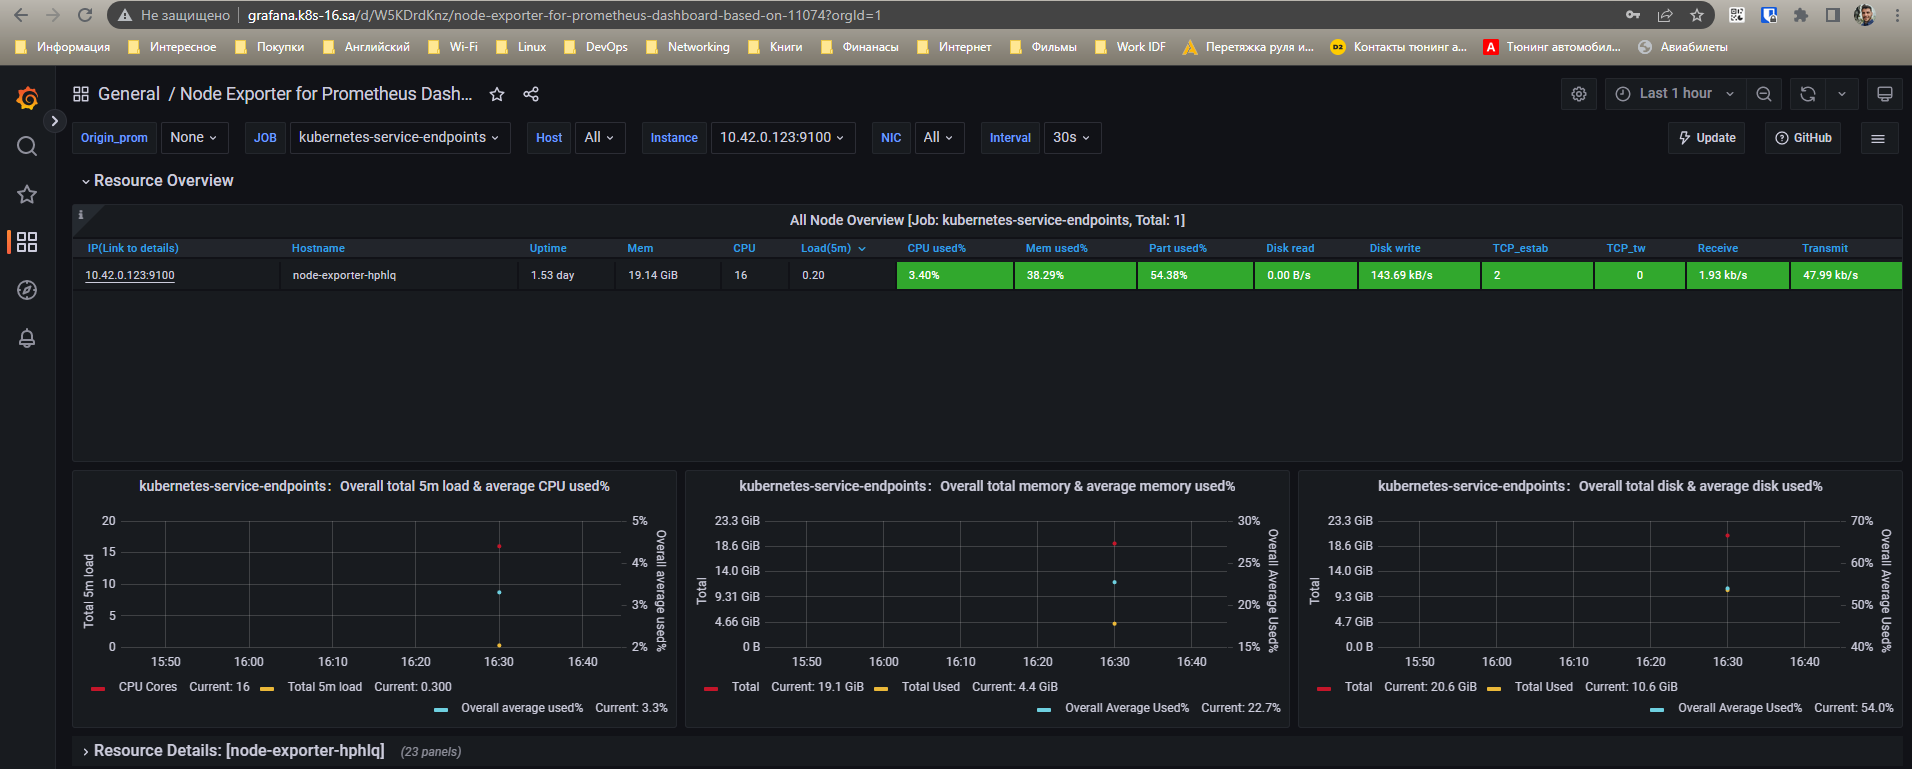 Не защищено grafana.k8s-16.sa/d/W5KDrdKnz/node-exporter-for-prometheus-dashboard-based-on-11074?orgId=1
Информация Интересное Покупки Английский Wi-Fi Linux DevOps Networking Книги Финанасы Интернет Фильмы Work IDF Перетяжка руля и... D2 Контакты тюнинг а... A Тюнинг автомобил... Авиабилеты
General / Node Exporter for Prometheus Dash... Last 1 hour
Origin_prom None JOB kubernetes-service-endpoints Host All Instance 10.42.0.123:9100 NIC All Interval 30s Update GitHub
Resource Overview
All Node Overview [Job: kubernetes-service-endpoints, Total: 1]
IP(Link to details) Hostname Uptime Mem CPU Load(5m) CPU used% Mem used% Part used% Disk read Disk write TCP_estab TCP_tw Receive Transmit
10.42.0.123:9100 node-exporter-hphlq 1.53 day 19.14 GiB 16 0.20 3.40% 38.29% 54.38% 0.00 B/s 143.69 kB/s 2 0 1.93 kb/s 47.99 kb/s
kubernetes-service-endpoints: Overall total 5m load & average CPU used%
Total 5m load
20
15
10
5
0
5%
4%
3%
2%
Overall average used%
15:50 16:00 16:10 16:20 16:30 16:40
CPU Cores Current: 16 Total 5m load Current: 0.300
Overall average used% Current: 3.3%
kubernetes-service-endpoints: Overall total memory & average memory used%
Total
23.3 GiB
18.6 GiB
14.0 GiB
9.31 GiB
4.66 GiB
0 B
30%
25%
20%
15%
Overall Average Used%
15:50 16:00 16:10 16:20 16:30 16:40
Total Current: 19.1 GiB Total Used Current: 4.4 GiB
Overall Average Used% Current: 22.7%
kubernetes-service-endpoints: Overall total disk & average disk used%
Total
23.3 GiB
18.6 GiB
14.0 GiB
9.3 GiB
4.7 GiB
0.0 B
70%
60%
50%
40%
Overall Average Used%
15:50 16:00 16:10 16:20 16:30 16:40
Total Current: 20.6 GiB Total Used Current: 10.6 GiB
Overall Average Used% Current: 54.0%
Resource Details: [node-exporter-hphlq] (23 panels)